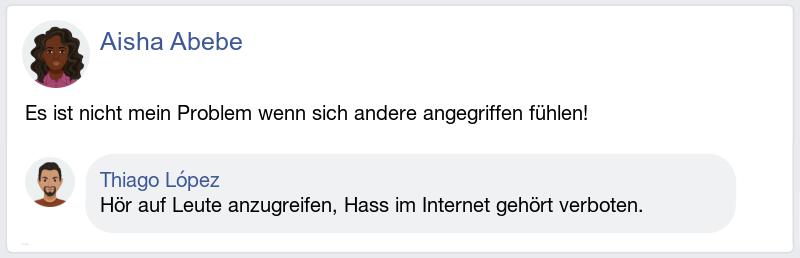 Aisha Abebe
Es ist nicht mein Problem wenn sich andere angegriffen fühlen!
Thiago López
Hör auf Leute anzugreifen, Hass im Internet gehört verboten.